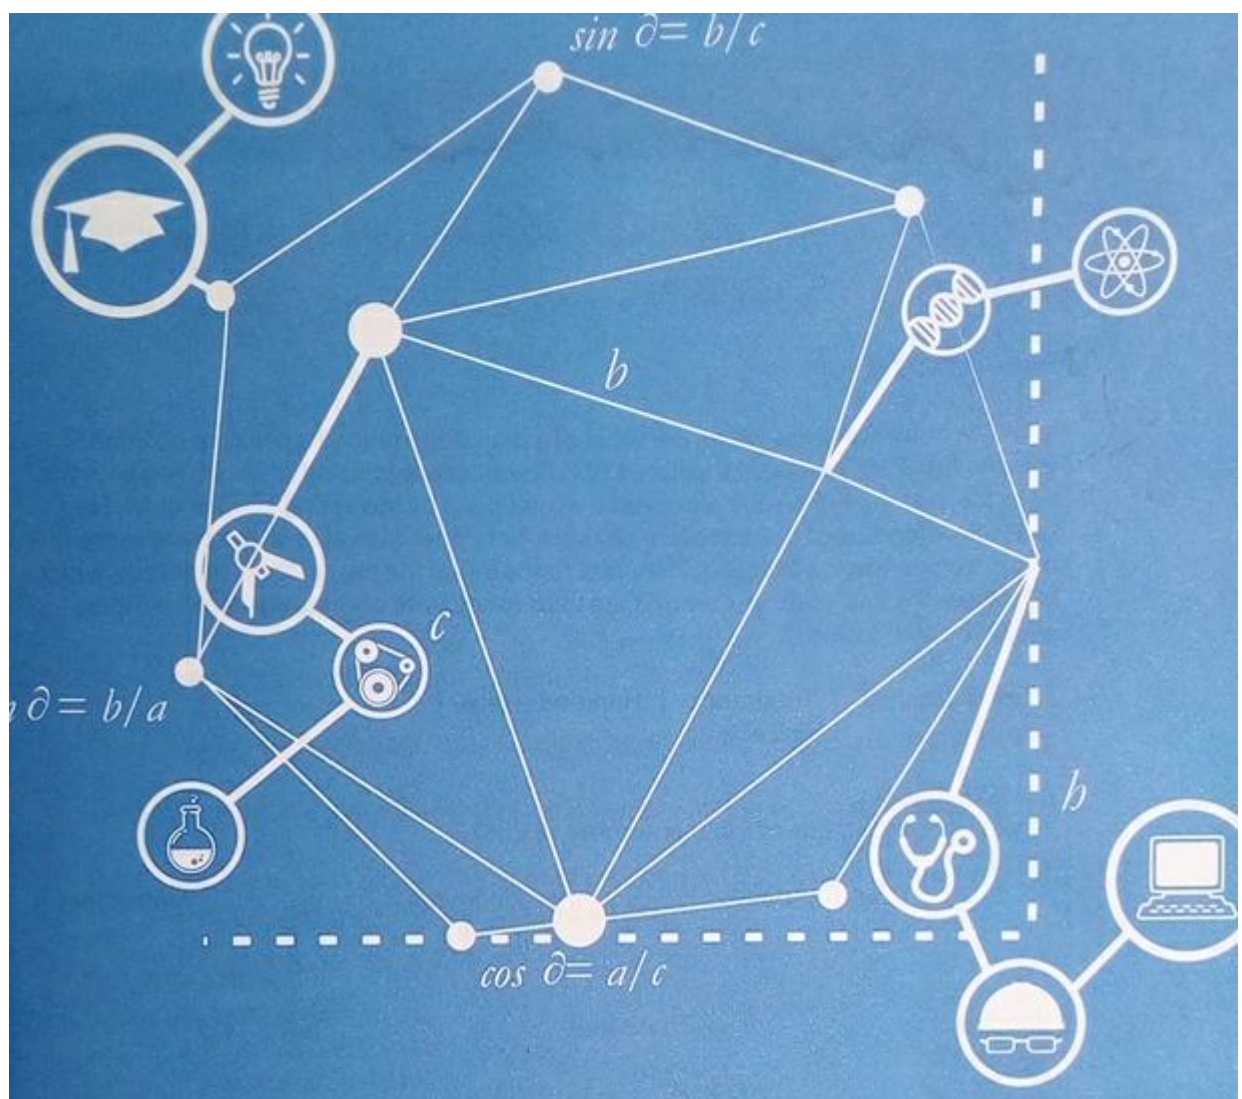 sin ∂= b/c
b
c
∂= b/a
h
cos ∂= a/c